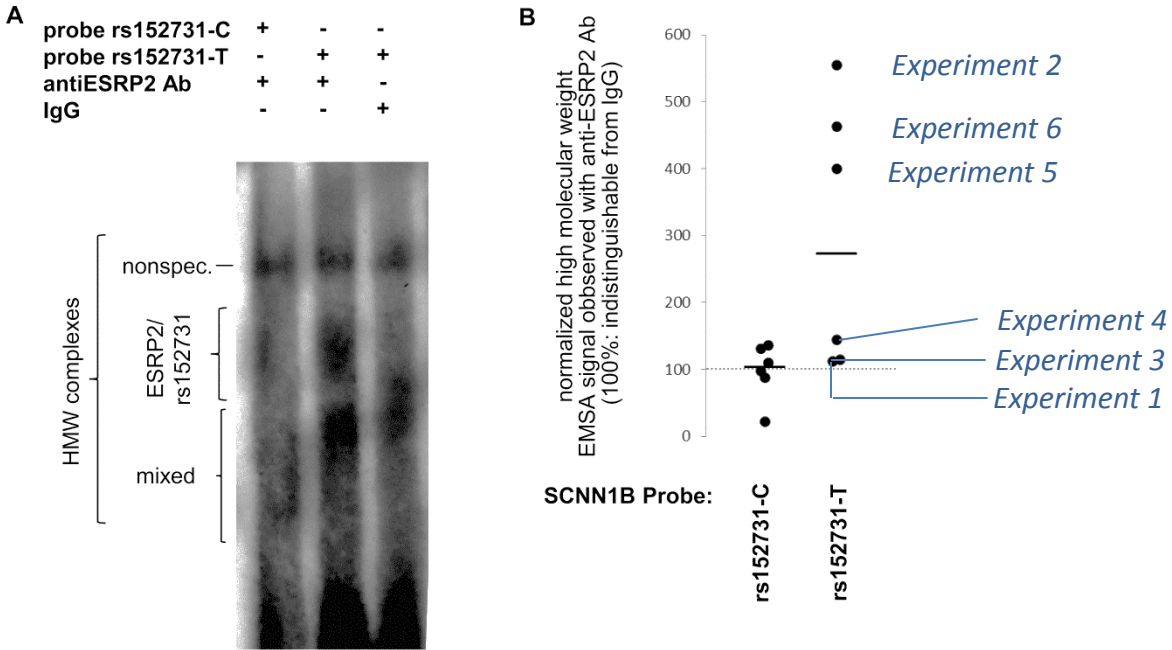 A
probe rs152731-C + - -
probe rs152731-T - + +
antiESRP2 Ab + + -
IgG - - +
HMW complexes
nonspec.
ESRP2/
rs152731
mixed
B
normalized high molecular weight
EMSA signal obbserved with anti-ESRP2 Ab
(100%: indistinguishable from IgG)
600
500
400
300
200
100
0
Experiment 2
Experiment 6
Experiment 5
Experiment 4
Experiment 3
Experiment 1
SCNN1B Probe:
rs152731-C
rs152731-T